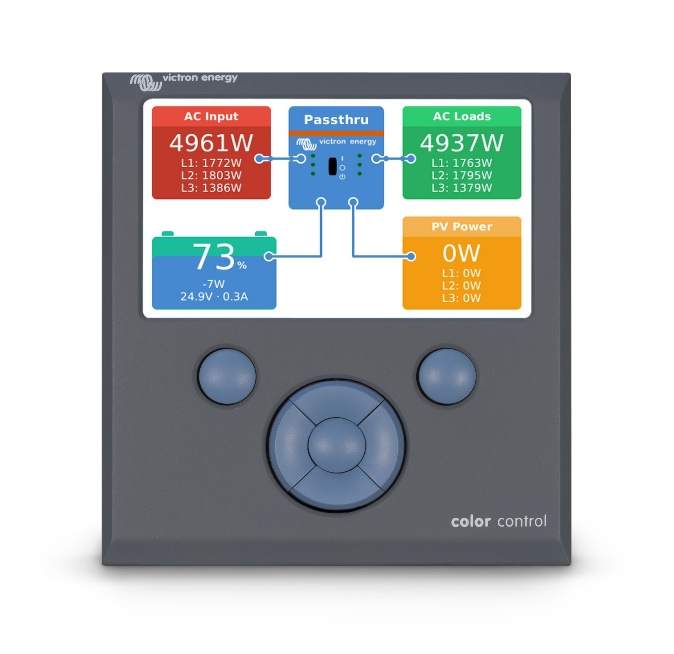 victron energy
AC Input
4961W
L1: 1772W
L2: 1803W
L3: 1386W
Passthru
victron energy
AC Loads
4937W
L1: 1763W
L2: 1795W
L3: 1379W
73%
-7W
24.9V · 0.3A
PV Power
0W
L1: 0W
L2: 0W
L3: 0W
color control